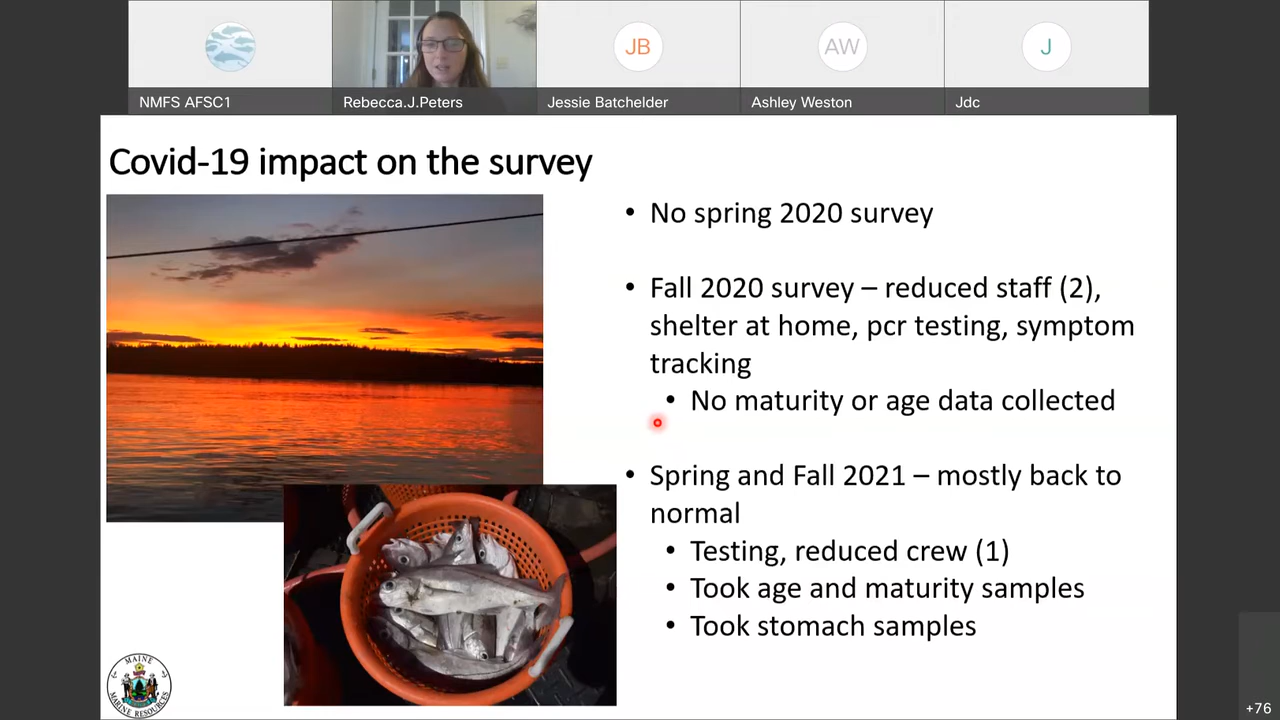 JB
AW
J
NMFS AFSC1
Rebecca.J.Peters
Jessie Batchelder
Ashley Weston
Jdc
Covid-19 impact on the survey
• No spring 2020 survey
• Fall 2020 survey – reduced staff (2),
shelter at home, pcr testing, symptom
tracking
• No maturity or age data collected
• Spring and Fall 2021 – mostly back to
normal
• Testing, reduced crew (1)
• Took age and maturity samples
• Took stomach samples
MAINE
MARINE RESOURCES
+76